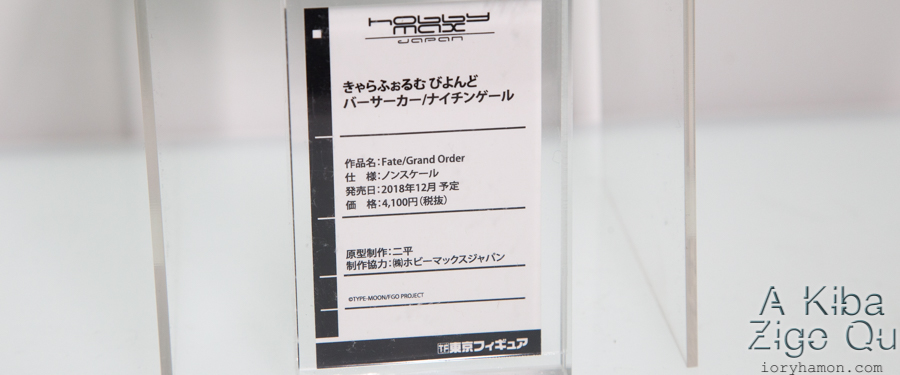 hobby
max
JAPAN
きゃらふぉるむ びよんど
バーサーカー/ナイチンゲール
作品名:Fate/Grand Order
仕　様:ノンスケール
発売日:2018年12月 予定
価　格:4,100円(税抜)
原型制作:二平
制作協力:㈱ホビーマックスジャパン
©TYPE-MOON/FGO PROJECT
TF東京フィギュア
A Kiba
Zigo Qu
ioryhamon.com